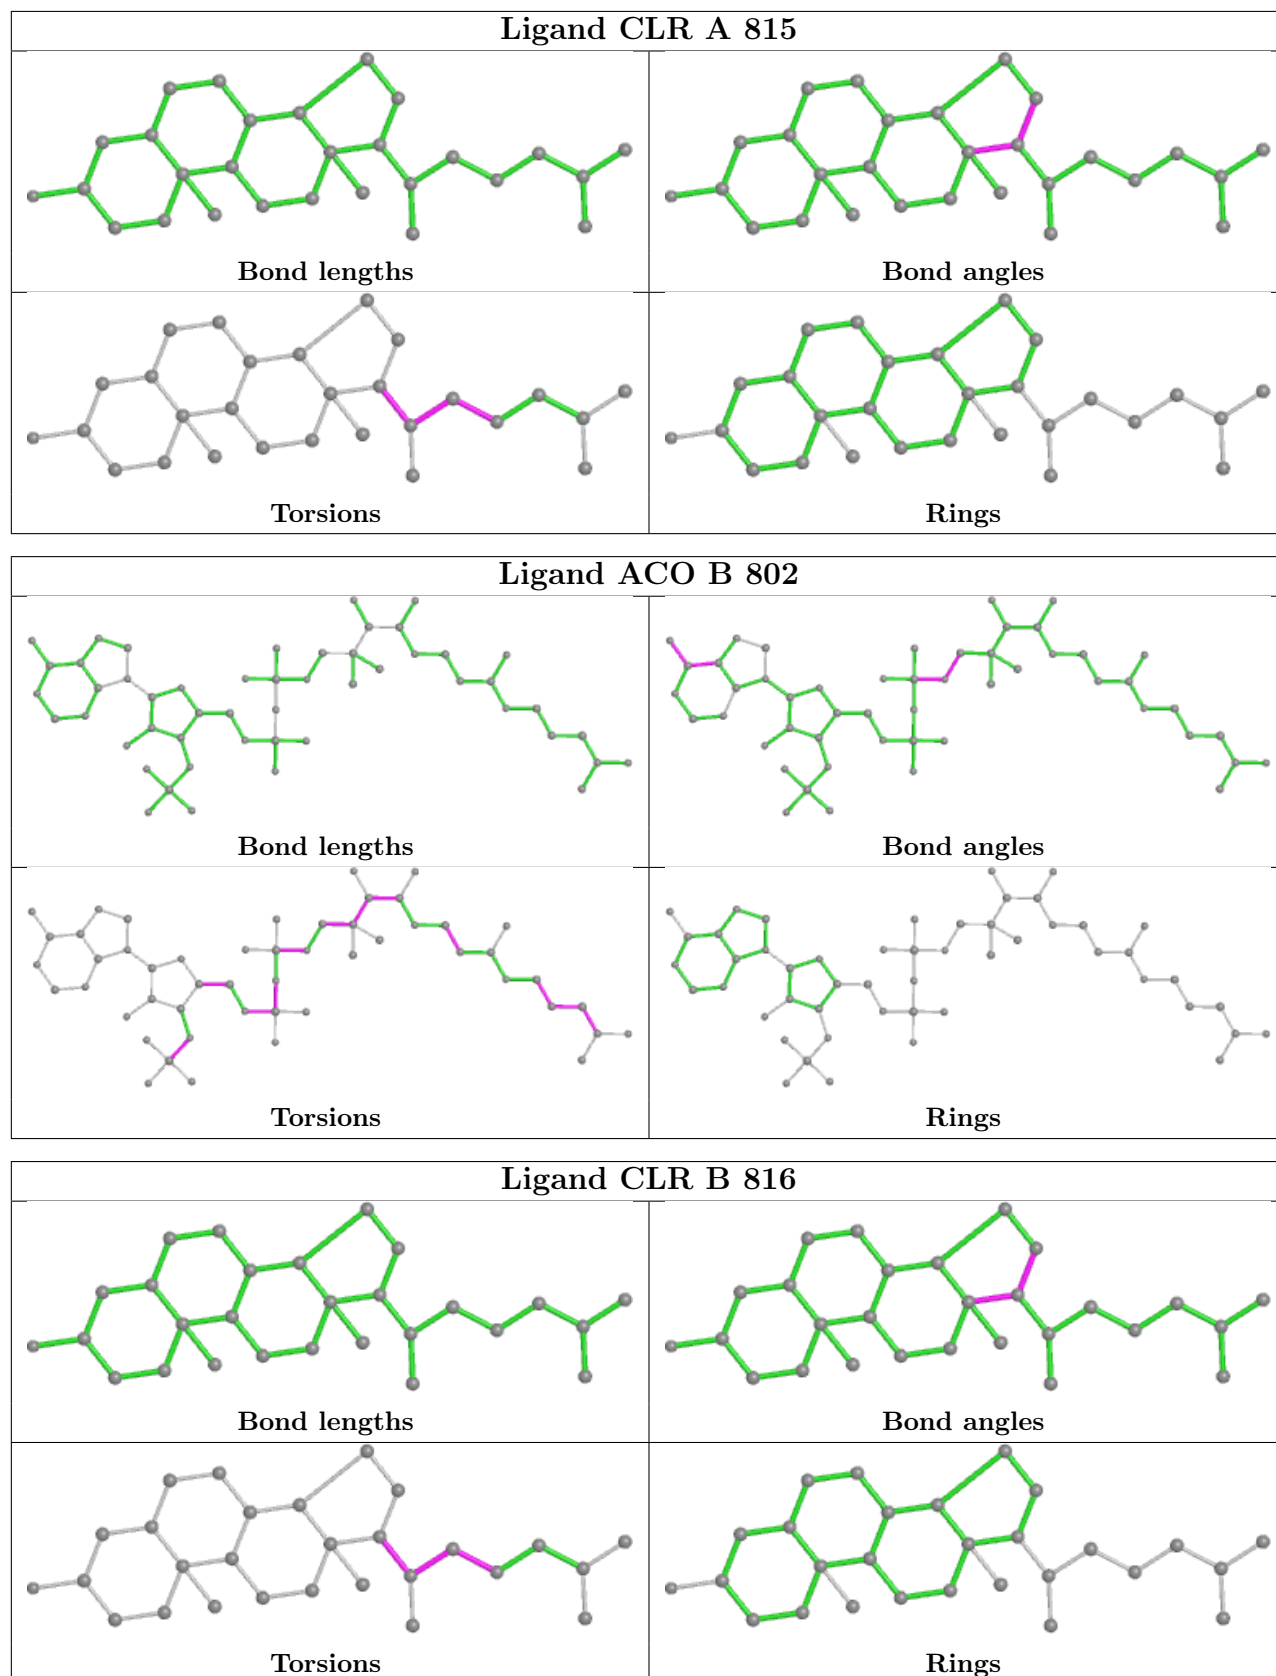 Ligand CLR A 815
Bond lengths
Bond angles
Torsions
Rings
Ligand ACO B 802
Bond lengths
Bond angles
Torsions
Rings
Ligand CLR B 816
Bond lengths
Bond angles
Torsions
Rings